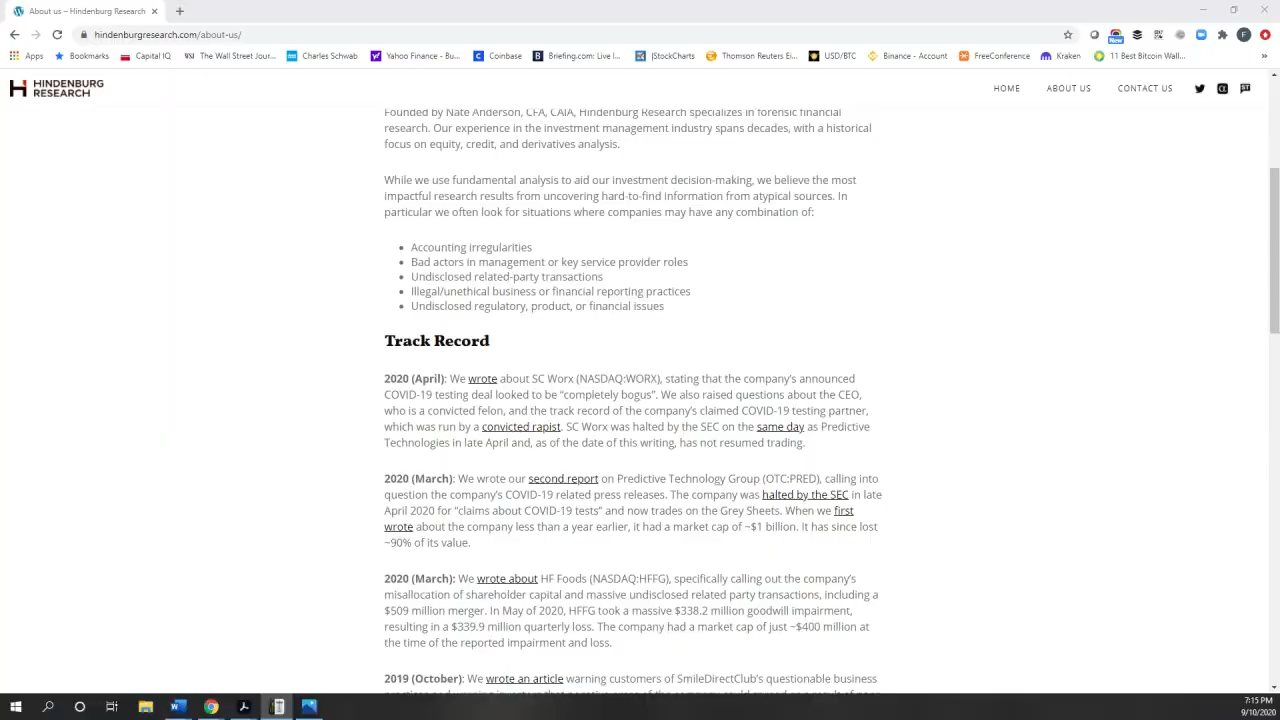 About us – Hindenburg Research
hindenburgresearch.com/about-us/
New
F
Apps
Bookmarks
Capital IQ
The Wall Street Jour...
Charles Schwab
Yahoo Finance - Bu...
Coinbase
Briefing.com: Live I...
JStockCharts
Thomson Reuters Ei...
USD/BTC
Binance - Account
FreeConference
Kraken
11 Best Bitcoin Wall...
»
HINDENBURG
RESEARCH
HOME
ABOUT US
CONTACT US
Founded by Nate Anderson, CFA, CAIA, Hindenburg Research specializes in forensic financial
research. Our experience in the investment management industry spans decades, with a historical
focus on equity, credit, and derivatives analysis.
While we use fundamental analysis to aid our investment decision-making, we believe the most
impactful research results from uncovering hard-to-find information from atypical sources. In
particular we often look for situations where companies may have any combination of:
• Accounting irregularities
• Bad actors in management or key service provider roles
• Undisclosed related-party transactions
• Illegal/unethical business or financial reporting practices
• Undisclosed regulatory, product, or financial issues
Track Record
2020 (April): We wrote about SC Worx (NASDAQ:WORX), stating that the company's announced
COVID-19 testing deal looked to be “completely bogus”. We also raised questions about the CEO,
who is a convicted felon, and the track record of the company's claimed COVID-19 testing partner,
which was run by a convicted rapist. SC Worx was halted by the SEC on the same day as Predictive
Technologies in late April and, as of the date of this writing, has not resumed trading.
2020 (March): We wrote our second report on Predictive Technology Group (OTC:PRED), calling into
question the company's COVID-19 related press releases. The company was halted by the SEC in late
April 2020 for “claims about COVID-19 tests” and now trades on the Grey Sheets. When we first
wrote about the company less than a year earlier, it had a market cap of ~$1 billion. It has since lost
~90% of its value.
2020 (March): We wrote about HF Foods (NASDAQ:HFFG), specifically calling out the company's
misallocation of shareholder capital and massive undisclosed related party transactions, including a
$509 million merger. In May of 2020, HFFG took a massive $338.2 million goodwill impairment,
resulting in a $339.9 million quarterly loss. The company had a market cap of just ~$400 million at
the time of the reported impairment and loss.
2019 (October): We wrote an article warning customers of SmileDirectClub's questionable business
7:15 PM
9/10/2020